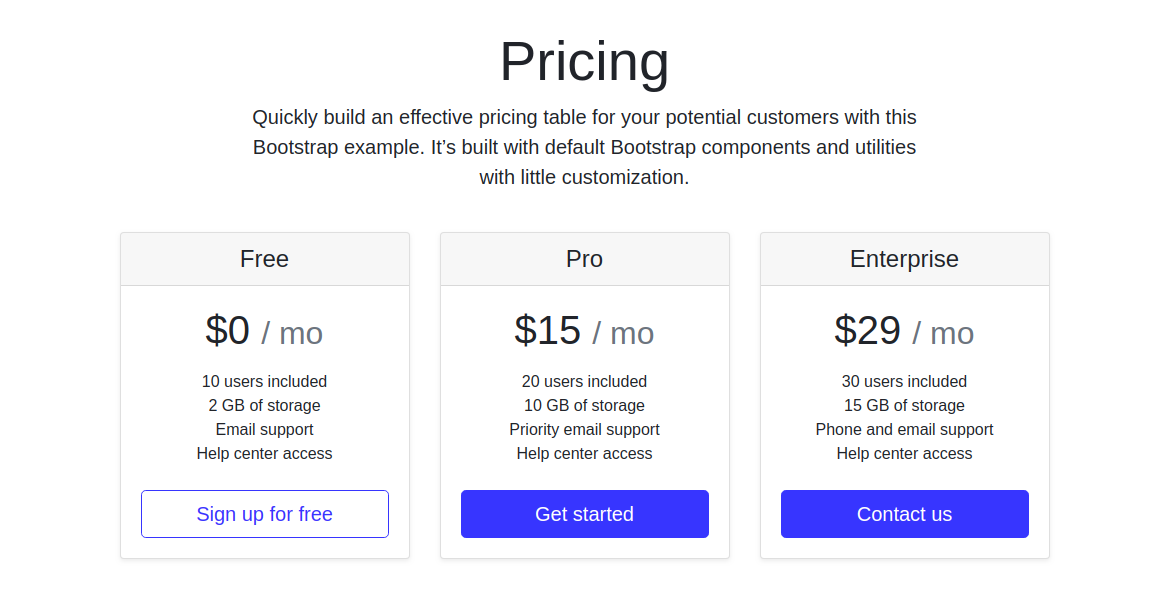 Pricing
Quickly build an effective pricing table for your potential customers with this
Bootstrap example. It’s built with default Bootstrap components and utilities
with little customization.
Free
$0 / mo
10 users included
2 GB of storage
Email support
Help center access
Sign up for free
Pro
$15 / mo
20 users included
10 GB of storage
Priority email support
Help center access
Get started
Enterprise
$29 / mo
30 users included
15 GB of storage
Phone and email support
Help center access
Contact us